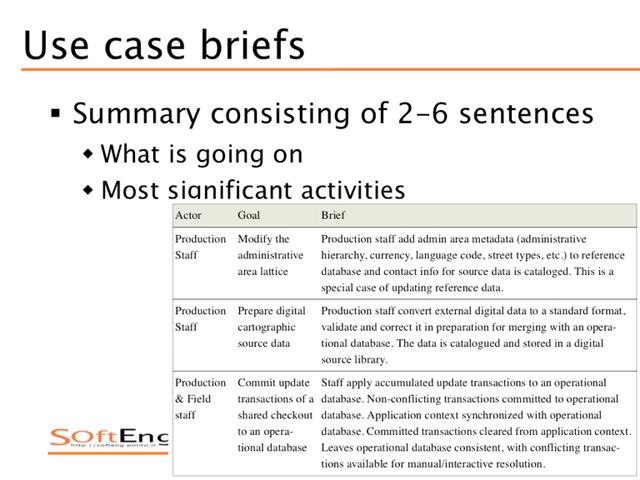 Use case briefs
▪ Summary consisting of 2-6 sentences
◆ What is going on
◆ Most significant activities
Actor Goal Brief
Production Modify the Production staff add admin area metadata (administrative
Staff administrative hierarchy, currency, language code, street types, etc.) to reference
area lattice database and contact info for source data is cataloged. This is a
special case of updating reference data.
Production Prepare digital Production staff convert external digital data to a standard format,
Staff cartographic validate and correct it in preparation for merging with an opera-
source data tional database. The data is catalogued and stored in a digital
source library.
Production Commit update Staff apply accumulated update transactions to an operational
& Field transactions of a database. Non-conflicting transactions committed to operational
staff shared checkout database. Application context synchronized with operational
to an opera- database. Committed transactions cleared from application context.
tional database Leaves operational database consistent, with conflicting transac-
tions available for manual/interactive resolution.
SOftEng
http://softeng.polito.it